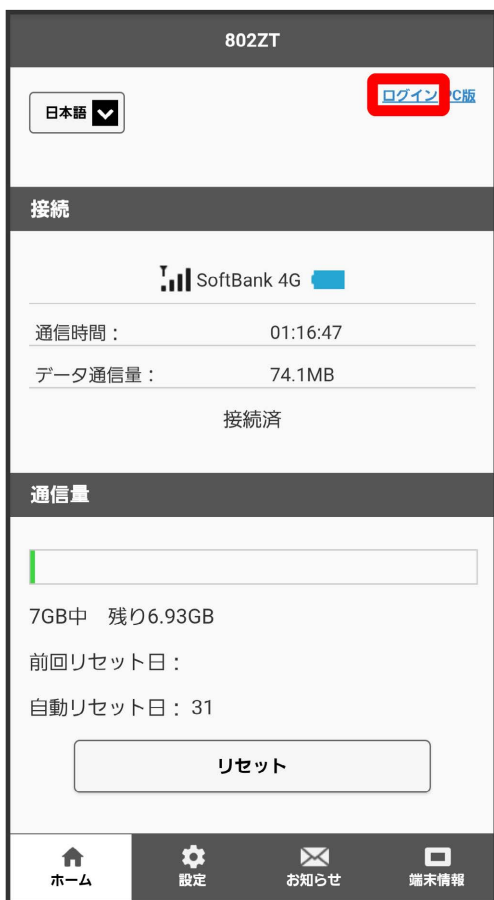 802ZT
日本語
ログイン PC版
接続
SoftBank 4G
通信時間： 01:16:47
データ通信量： 74.1MB
接続済
通信量
7GB中 残り6.93GB
前回リセット日：
自動リセット日：31
リセット
ホーム 設定 お知らせ 端末情報